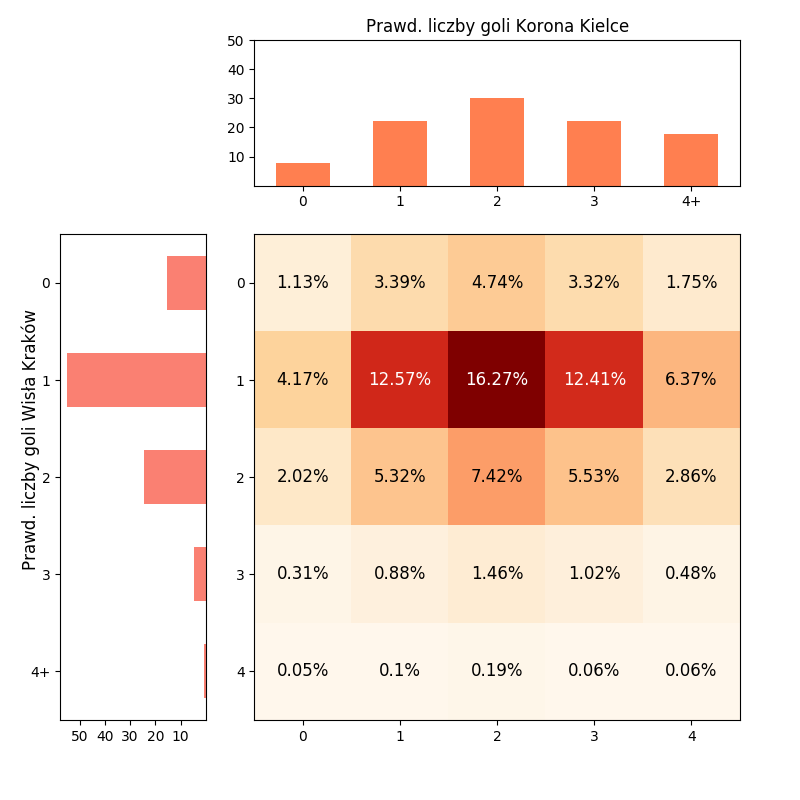 Prawd. liczby goli Korona Kielce
50
40
30
20
10
0 1 2 3 4+
Prawd. liczby goli Wisła Kraków
0
1
2
3
4+
50 40 30 20 10
0 1.13% 3.39% 4.74% 3.32% 1.75%
1 4.17% 12.57% 16.27% 12.41% 6.37%
2 2.02% 5.32% 7.42% 5.53% 2.86%
3 0.31% 0.88% 1.46% 1.02% 0.48%
4 0.05% 0.1% 0.19% 0.06% 0.06%
0 1 2 3 4